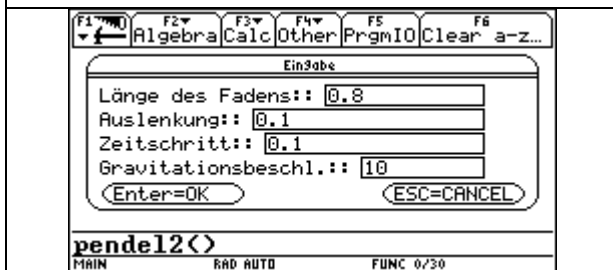 F1 F2 F3 F4 F5 F6
Algebra Calc Other PrgmIO Clear a-z…
Eingabe
Länge des Fadens:: 0.8
Auslenkung:: 0.1
Zeitschritt:: 0.1
Gravitationsbeschl.:: 10
Enter=OK ESC=CANCEL
pendel2()
MAIN RAD AUTO FUNC 0/30